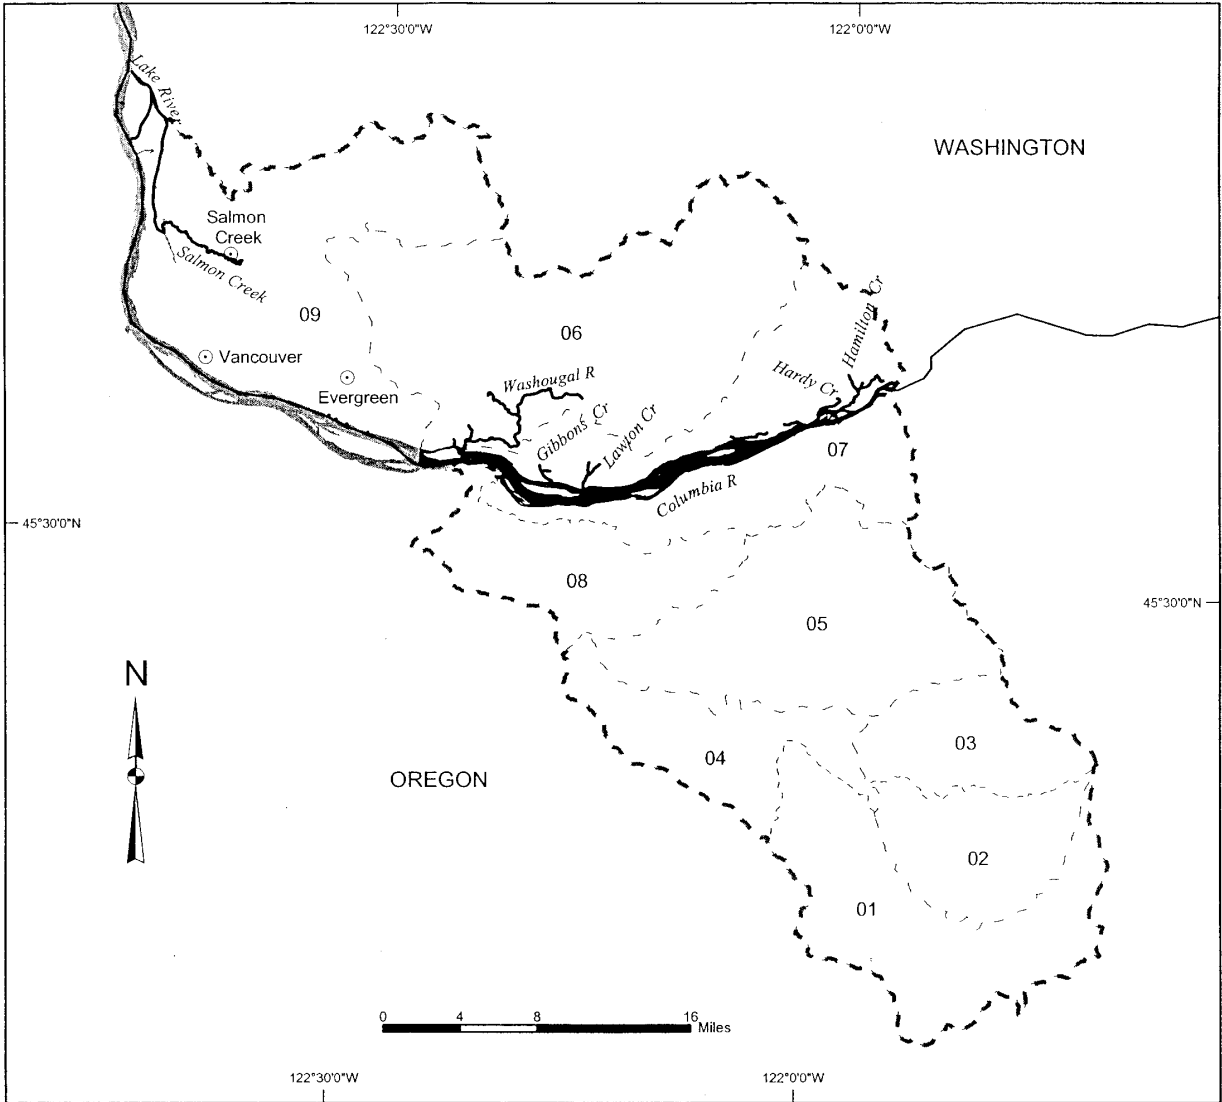 122°30'0"W
122°0'0"W
Lake River
WASHINGTON
Salmon
Creek
Salmon Creek
09
06
Hamilton Cr
Vancouver
Hardy Cr
Evergreen
Washougal R
Gibbons Cr
Lawton Cr
07
Columbia R
45°30'0"N
08
45°30'0"N
05
N
03
04
OREGON
02
01
0 4 8 16
Miles
122°30'0"W
122°0'0"W